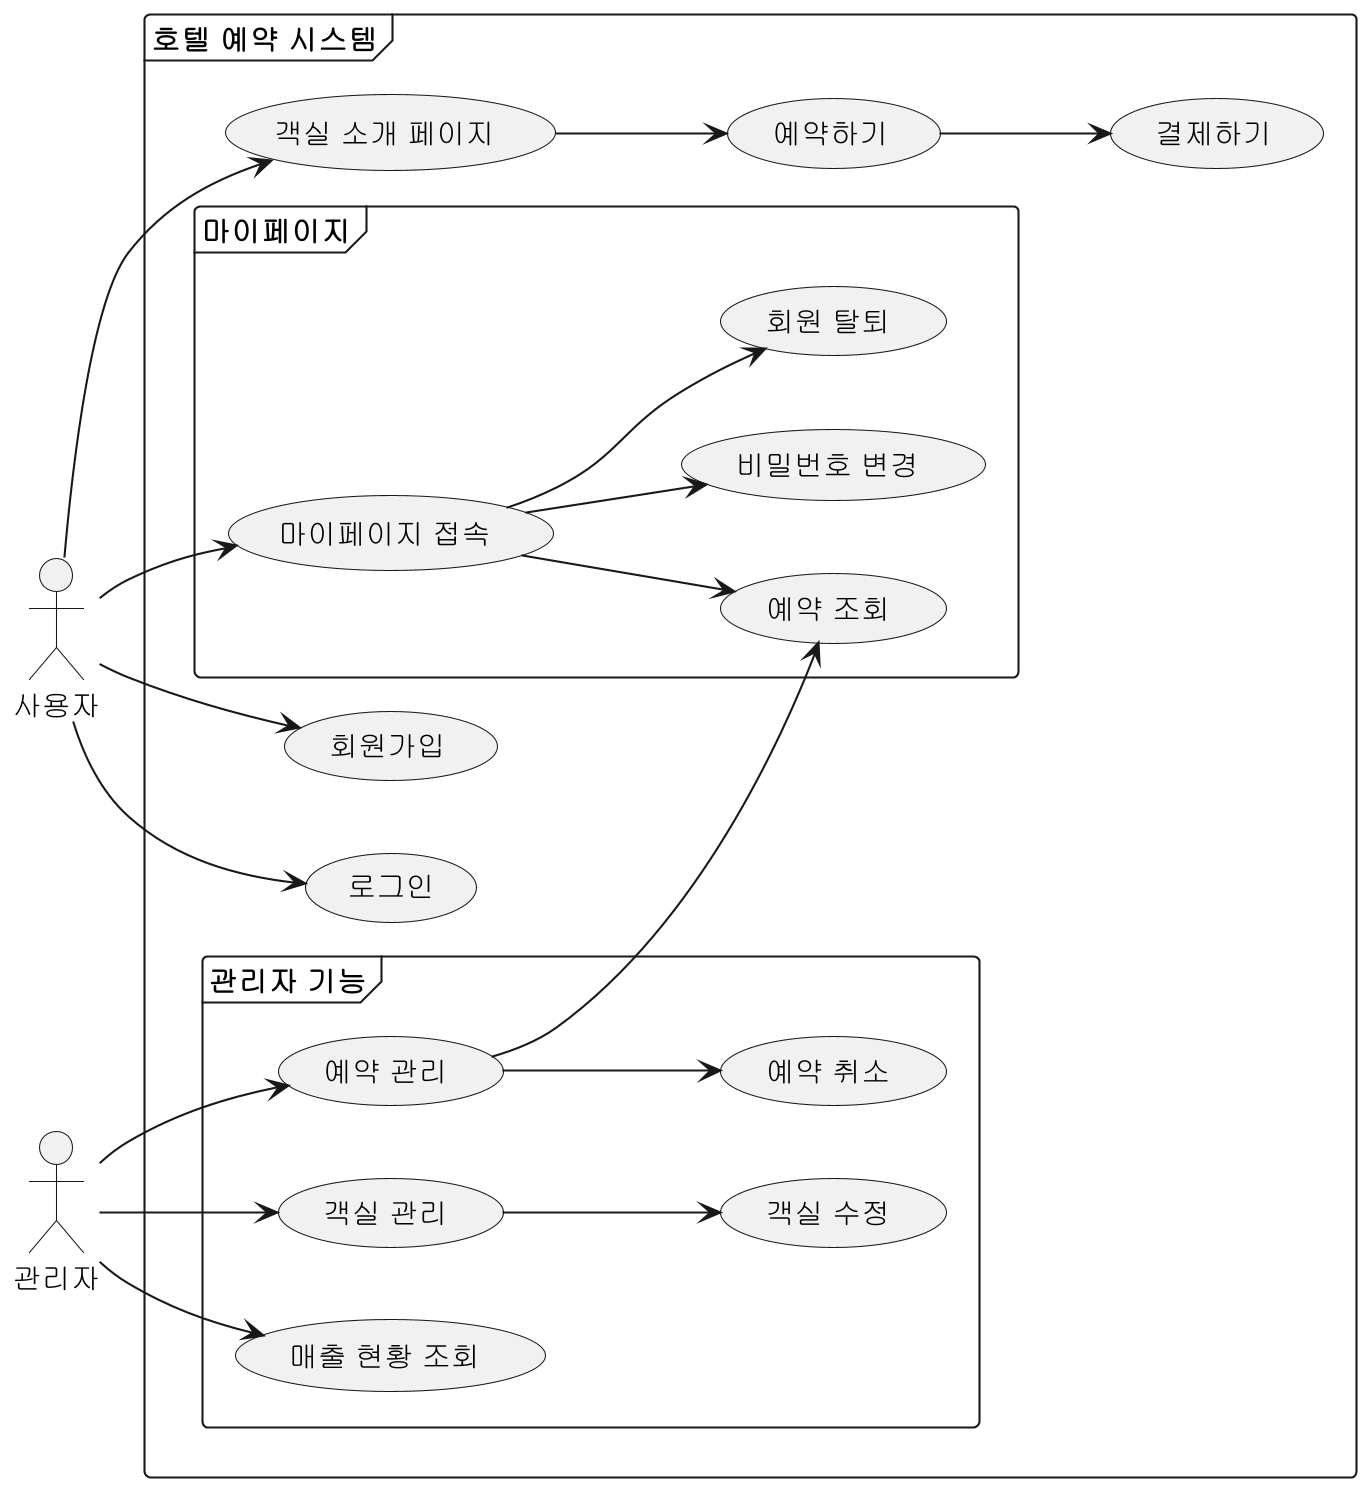 호텔 예약 시스템
객실 소개 페이지
예약하기
결제하기
마이페이지
회원 탈퇴
비밀번호 변경
마이페이지 접속
예약 조회
사용자
회원가입
로그인
관리자 기능
예약 관리
예약 취소
객실 관리
객실 수정
관리자
매출 현황 조회